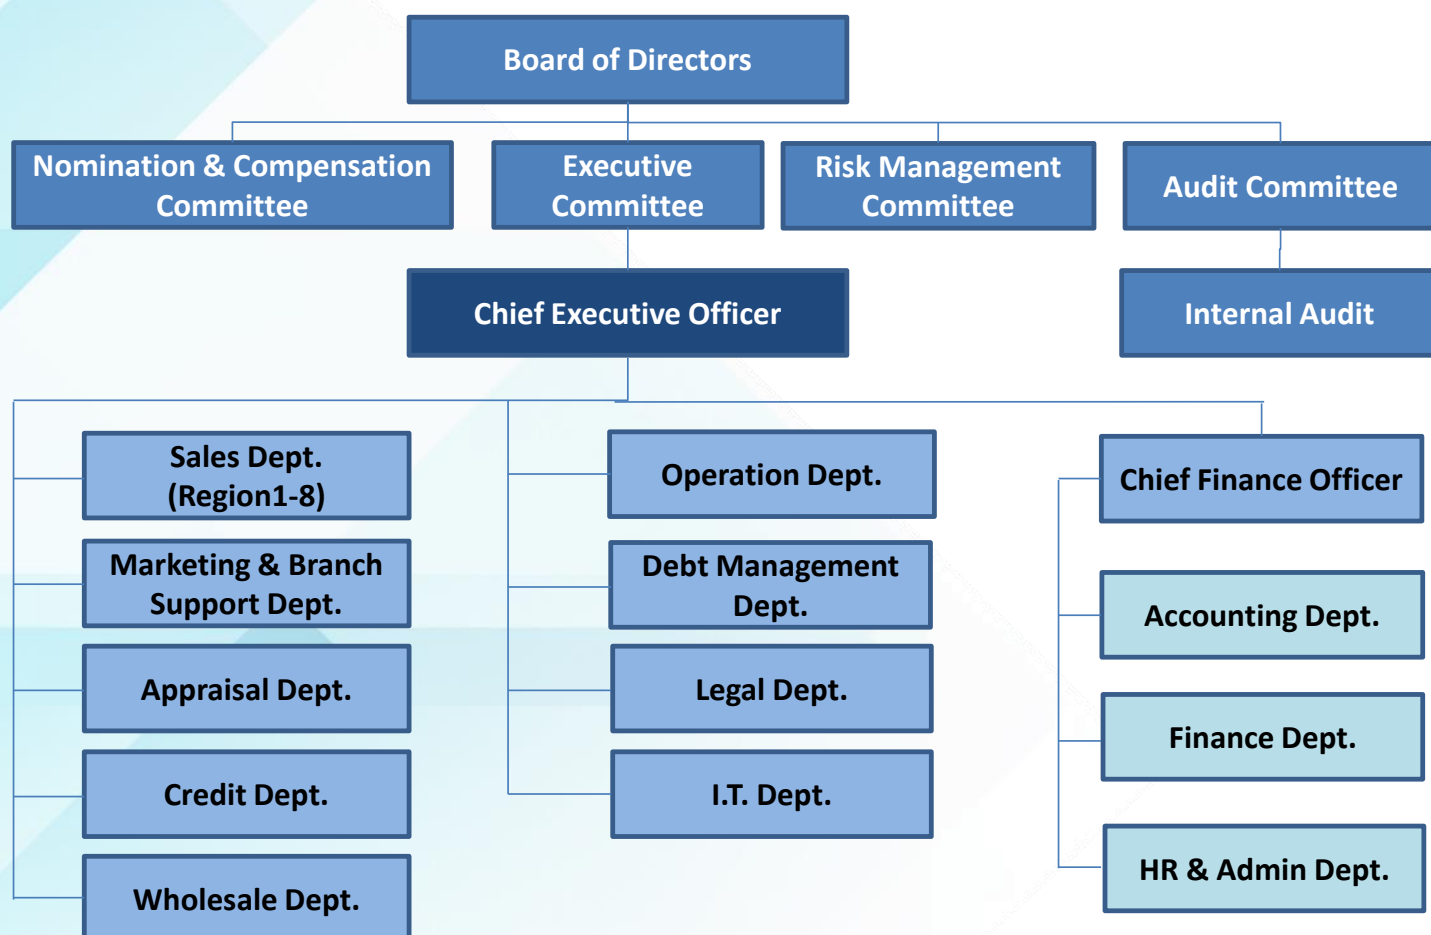 Board of Directors
Nomination & Compensation
Committee
Executive
Committee
Risk Management
Committee
Audit Committee
Chief Executive Officer
Internal Audit
Sales Dept.
(Region1-8)
Marketing & Branch
Support Dept.
Appraisal Dept.
Credit Dept.
Wholesale Dept.
Operation Dept.
Debt Management
Dept.
Legal Dept.
I.T. Dept.
Chief Finance Officer
Accounting Dept.
Finance Dept.
HR & Admin Dept.